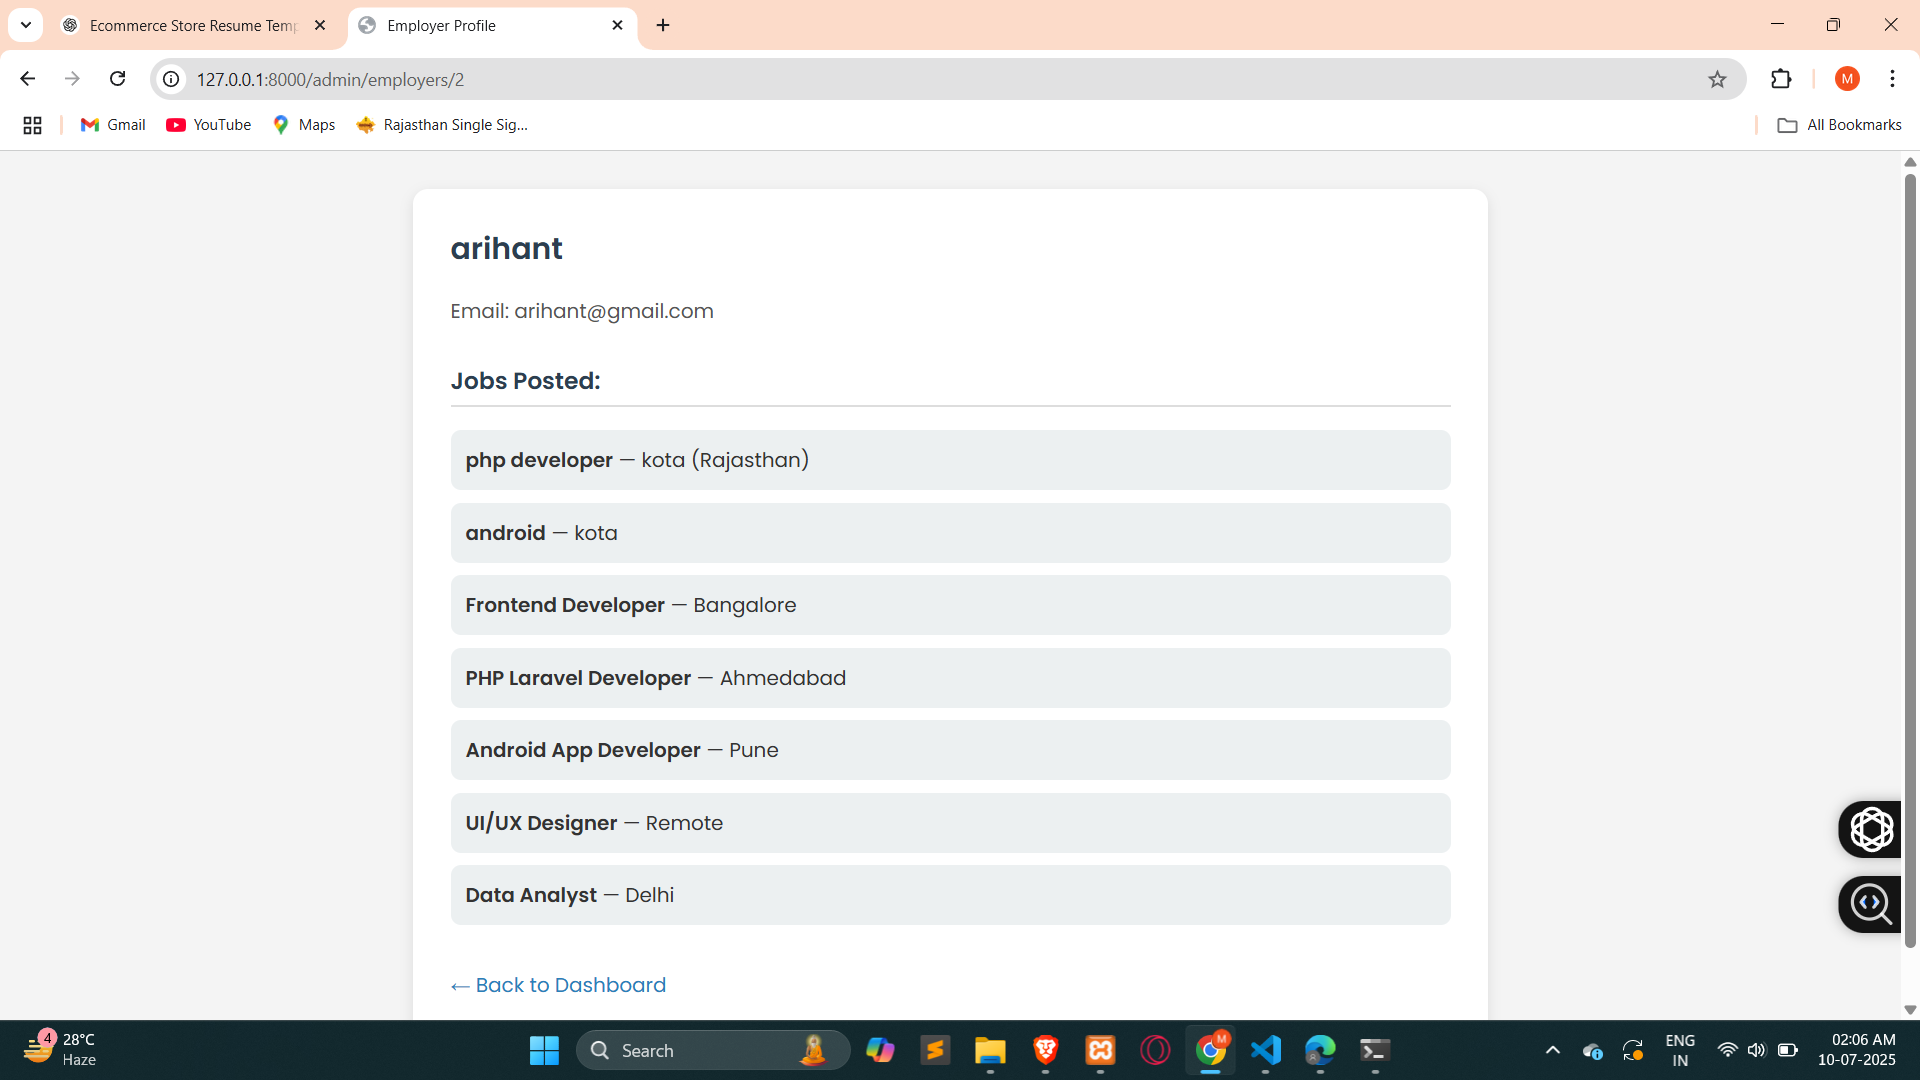 Ecommerce Store Resume Temp
Employer Profile
127.0.0.1:8000/admin/employers/2
M
Gmail
YouTube
Maps
Rajasthan Single Sig...
All Bookmarks
arihant
Email: arihant@gmail.com
Jobs Posted:
php developer — kota (Rajasthan)
android — kota
Frontend Developer — Bangalore
PHP Laravel Developer — Ahmedabad
Android App Developer — Pune
UI/UX Designer — Remote
Data Analyst — Delhi
← Back to Dashboard
4
28°C
Haze
Search
M
ENG
IN
02:06 AM
10-07-2025